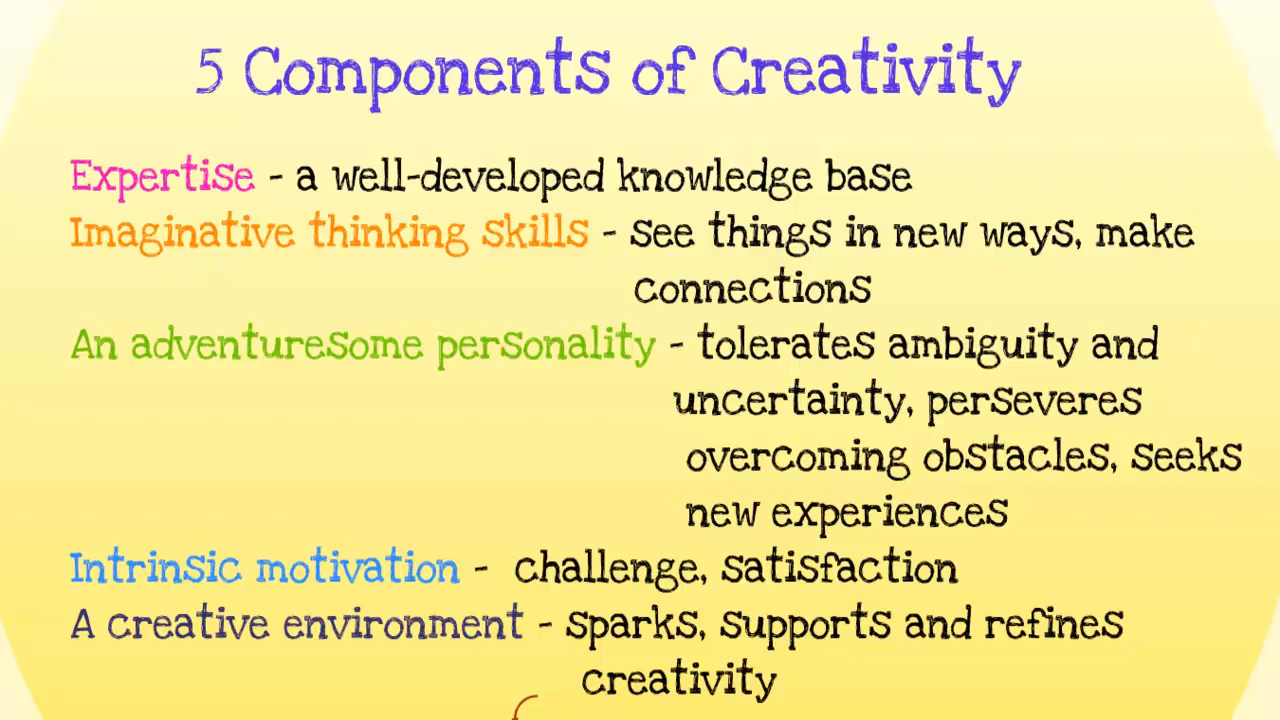 5 Components of Creativity
Expertise - a well-developed knowledge base
Imaginative thinking skills - see things in new ways, make
connections
An adventuresome personality - tolerates ambiguity and
uncertainty, perseveres
overcoming obstacles, seeks
new experiences
Intrinsic motivation - challenge, satisfaction
A creative environment - sparks, supports and refines
creativity